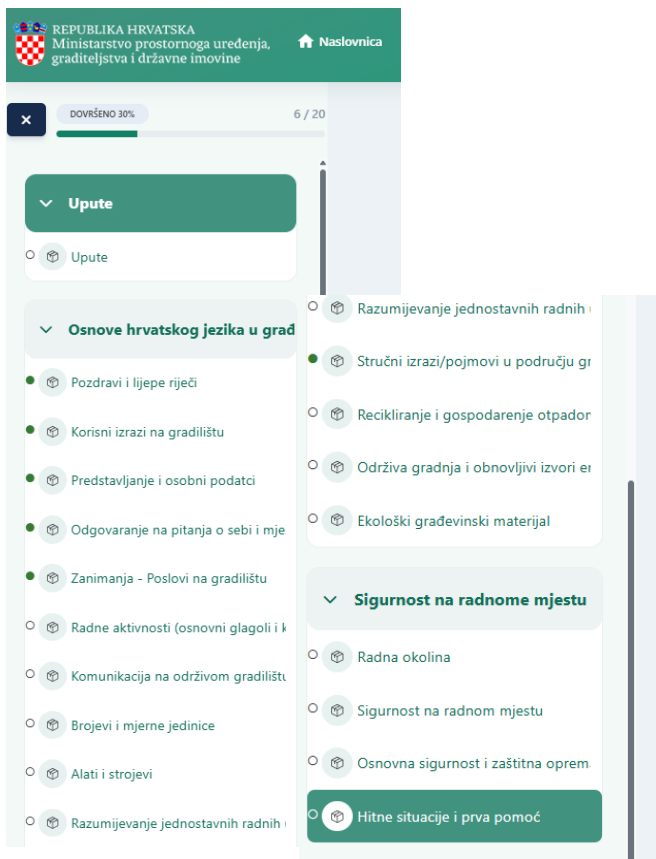 REPUBLIKA HRVATSKA
Ministarstvo prostornoga uređenja,
graditeljstva i državne imovine
Naslovnica
DOVRŠENO 30%
6 / 20
Upute
Upute
Osnove hrvatskog jezika u grad
Pozdravi i lijepe riječi
Korisni izrazi na gradilištu
Predstavljanje i osobni podatci
Odgovaranje na pitanja o sebi i mje
Zanimanja - Poslovi na gradilištu
Radne aktivnosti (osnovni glagoli i k
Komunikacija na održivom gradilištu
Brojevi i mjerne jedinice
Alati i strojevi
Razumijevanje jednostavnih radnih
Razumijevanje jednostavnih radnih
Stručni izrazi/pojmovi u području gr
Recikliranje i gospodarenje otpadom
Održiva gradnja i obnovljivi izvori en
Ekološki građevinski materijal
Sigurnost na radnome mjestu
Radna okolina
Sigurnost na radnom mjestu
Osnovna sigurnost i zaštitna oprem
Hitne situacije i prva pomoć